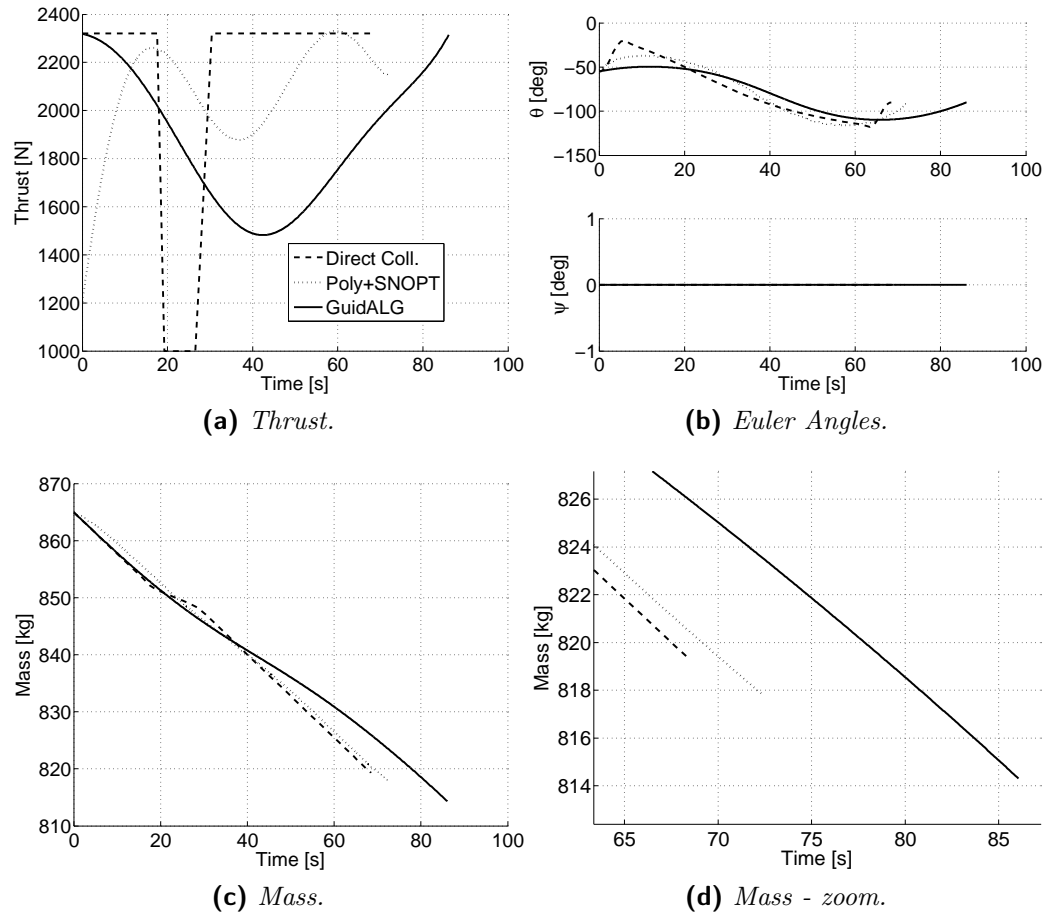 2400
2200
2000
1800
1600
1400
1200
1000
Thrust [N]
0 20 40 60 80 100
Time [s]
Direct Coll.
Poly+SNOPT
GuidALG
(a) Thrust.
0
−50
−100
−150
θ [deg]
0 20 40 60 80 100
1
0
−1
ψ [deg]
0 20 40 60 80 100
Time [s]
(b) Euler Angles.
870
860
850
840
830
820
810
Mass [kg]
0 20 40 60 80 100
Time [s]
(c) Mass.
826
824
822
820
818
816
814
Mass [kg]
65 70 75 80 85
Time [s]
(d) Mass - zoom.